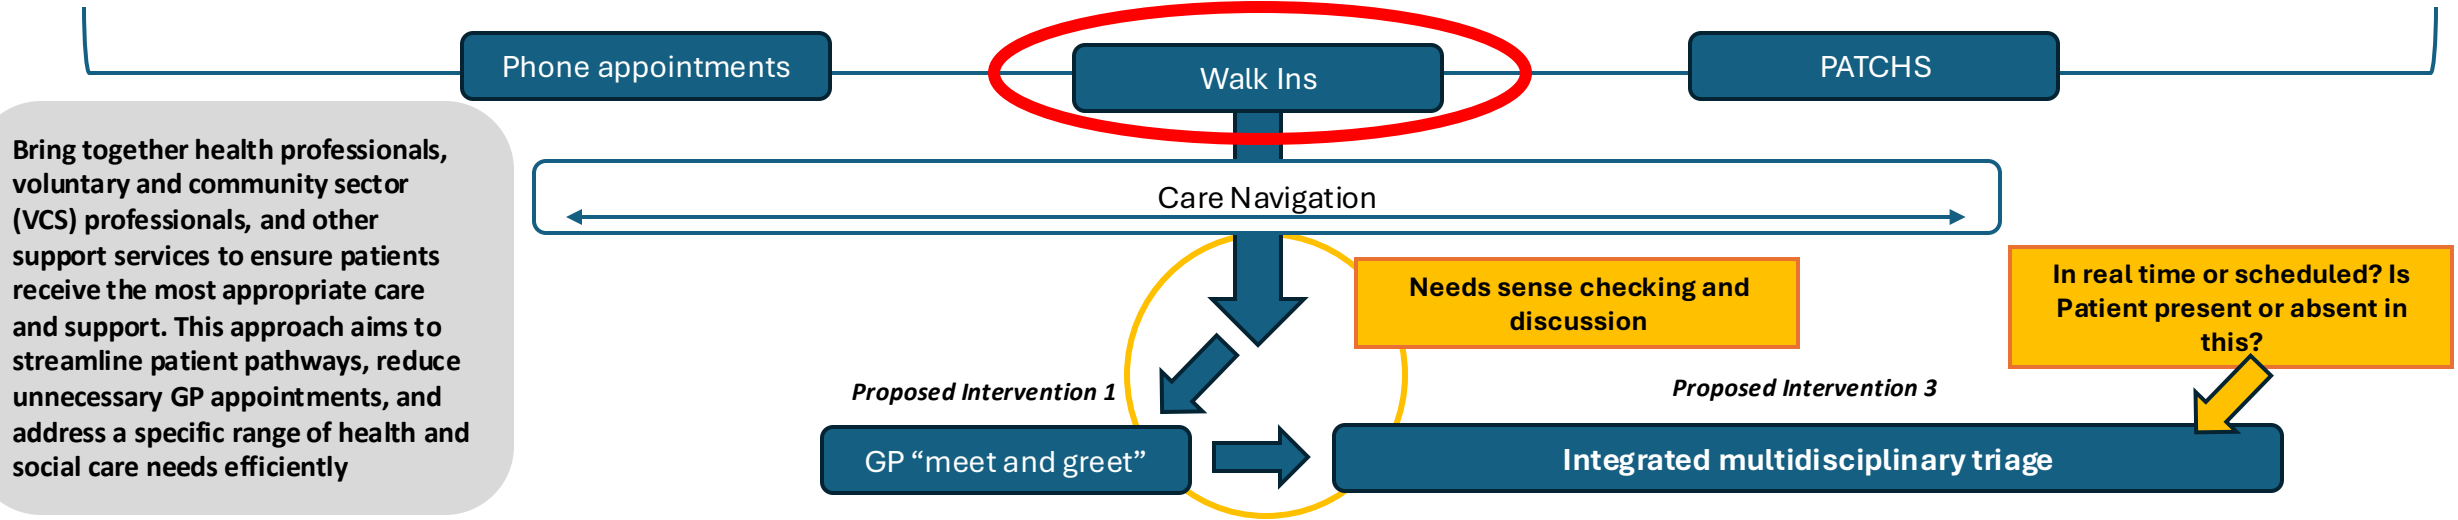 Phone appointments
Walk Ins
PATCHS
Bring together health professionals,
voluntary and community sector
(VCS) professionals, and other
support services to ensure patients
receive the most appropriate care
and support. This approach aims to
streamline patient pathways, reduce
unnecessary GP appointments, and
address a specific range of health and
social care needs efficiently
Care Navigation
Needs sense checking and
discussion
In real time or scheduled? Is
Patient present or absent in
this?
Proposed Intervention 1
Proposed Intervention 3
GP “meet and greet”
Integrated multidisciplinary triage